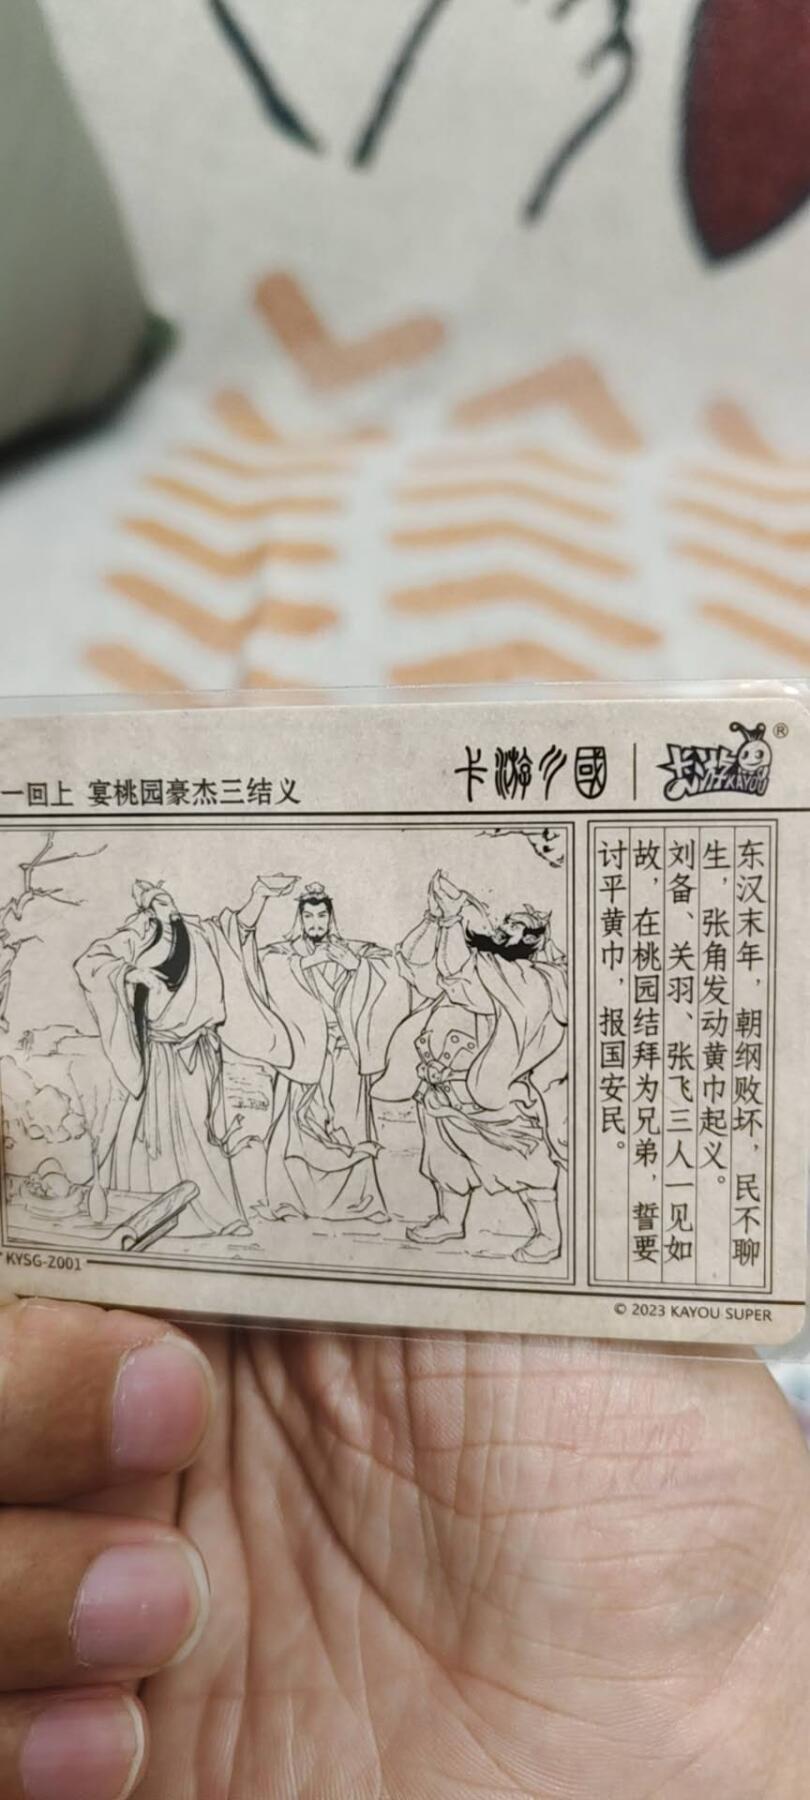 一回上 宴桃园豪杰三结义
卡游三國
卡游 KAYOU ®
东汉末年，朝纲败坏，民不聊
生，张角发动黄巾起义。
刘备、关羽、张飞三人一见如
故，在桃园结拜为兄弟，誓要
讨平黄巾，报国安民。
KYSG-Z001
© 2023 KAYOU SUPER